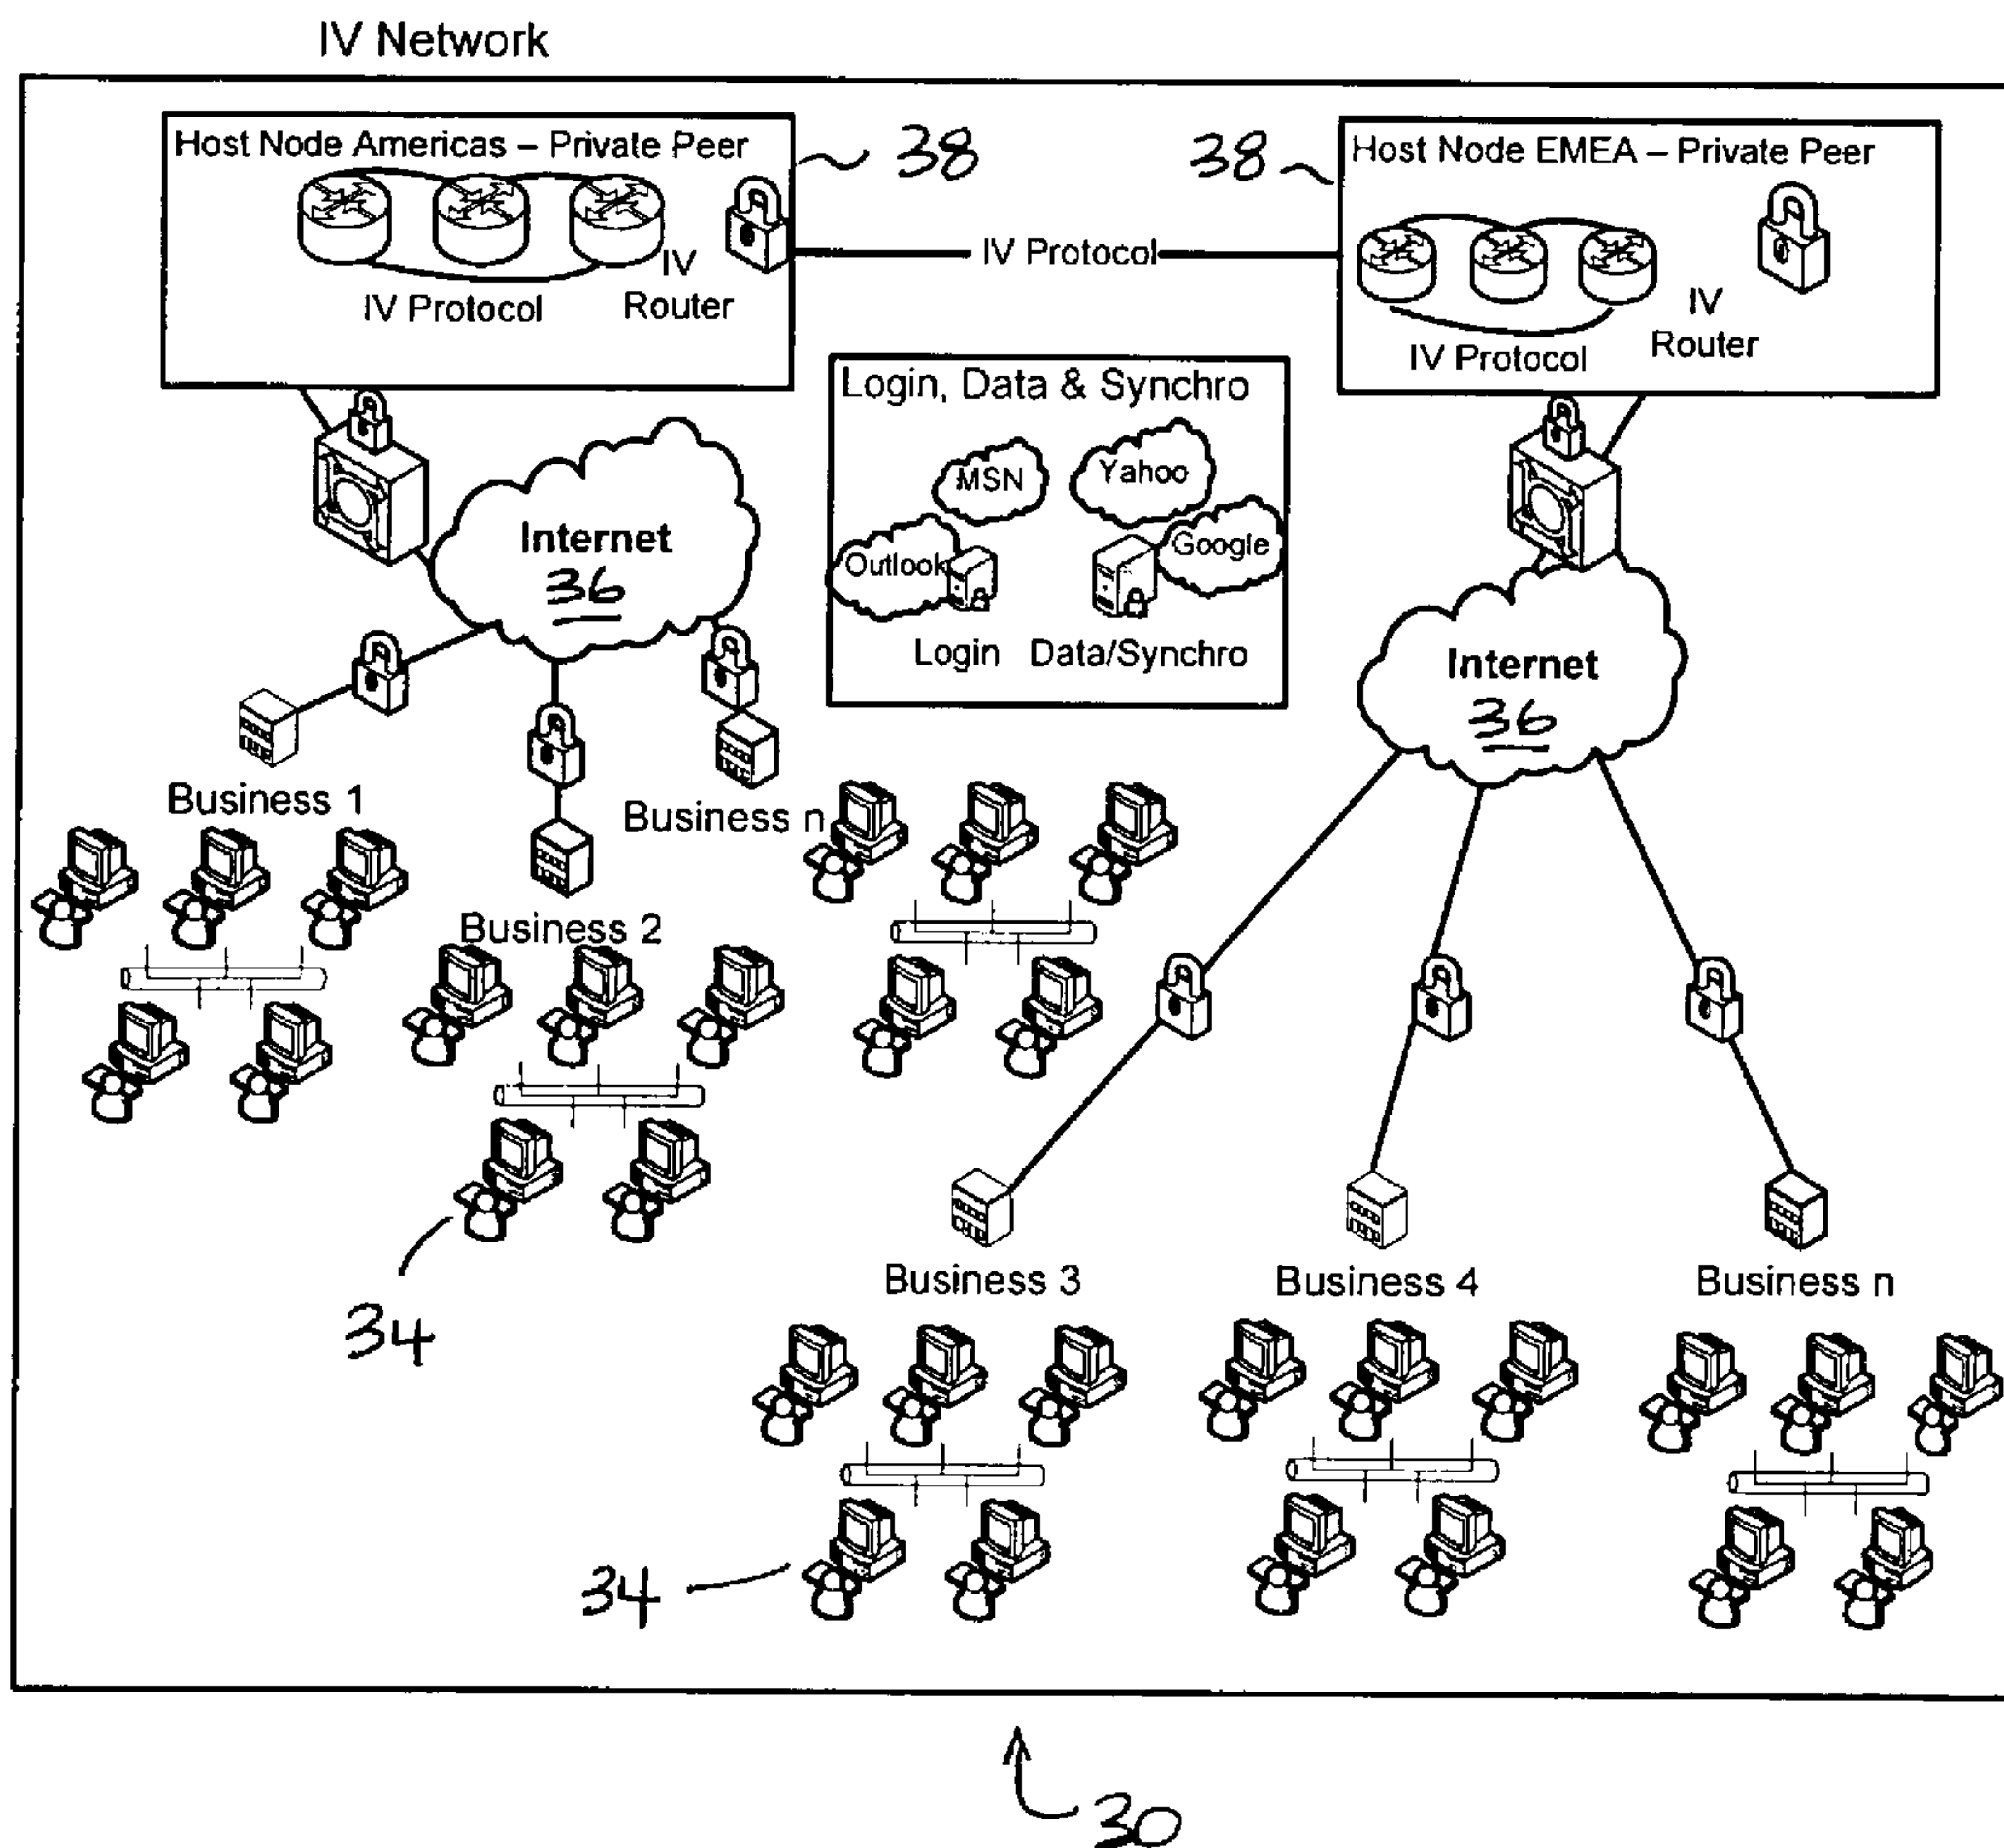 IV Network
Host Node Americas – Private Peer
38
38
Host Node EMEA – Private Peer
IV Protocol
IV
Router
IV Protocol
IV
Router
IV Protocol
Login, Data & Synchro
MSN
Yahoo
Outlook
Google
Login
Data/Synchro
Internet
36
Internet
36
Business 1
Business n
Business 2
34
Business 3
Business 4
Business n
34
30